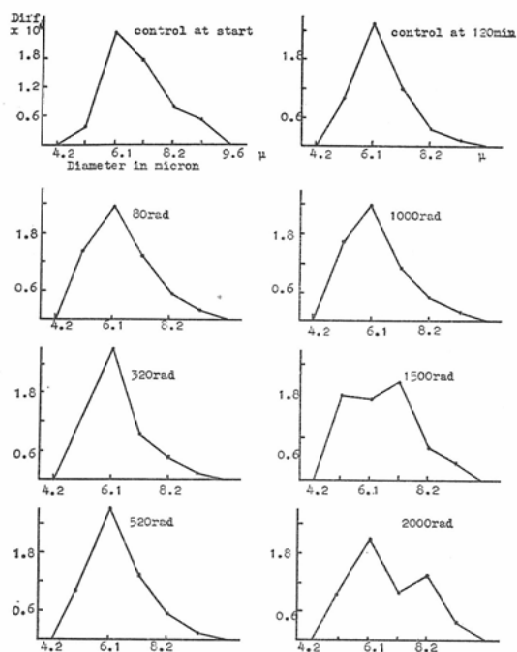 Diff
x 10⁴
control at start
1.8
1.2
0.6
4.2 6.1 8.2 9.6 μ
Diameter in micron
control at 120min
1.8
0.6
4.2 6.1 8.2 μ
80rad
1.8
0.6
4.2 6.1 8.2
1000rad
1.8
0.6
4.2 6.1 8.2
320rad
1.8
0.6
4.2 6.1 8.2
1500rad
1.8
0.6
4.2 6.1 8.2
520rad
1.8
0.6
4.2 6.1 8.2
2000rad
1.8
0.6
4.2 6.1 8.2